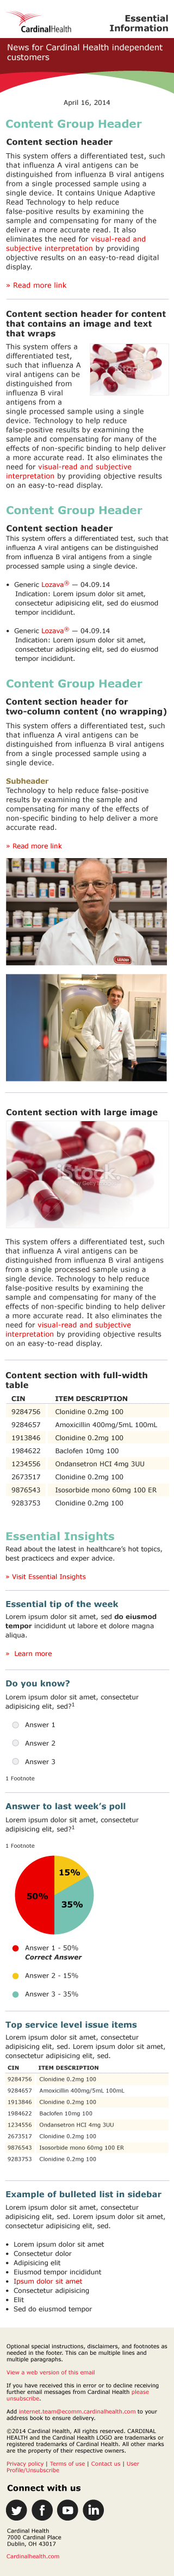 CardinalHealth
Essential
Information
News for Cardinal Health independent
customers
April 16, 2014
Content Group Header
Content section header
This system offers a differentiated test, such
that influenza A viral antigens can be
distinguished from influenza B viral antigens
from a single processed sample using a
single device. It contains Unique Adaptive
Read Technology to help reduce
false-positive results by examining the
sample and compensating for many of the
deliver a more accurate read. It also
eliminates the need for visual-read and
subjective interpretation by providing
objective results on an easy-to-read digital
display.
» Read more link
Content section header for content
that contains an image and text
that wraps
This system offers a
differentiated test,
such that influenza A
viral antigens can be
distinguished from
influenza B viral
antigens from a
single processed sample using a single
device. Technology to help reduce
false-positive results by examining the
sample and compensating for many of the
effects of non-specific binding to help deliver
a more accurate read. It also eliminates the
need for visual-read and subjective
interpretation by providing objective results
on an easy-to-read display.
Content Group Header
Content section header
This system offers a differentiated test, such that
influenza A viral antigens can be distinguished
from influenza B viral antigens from a single
processed sample using a single device.
• Generic Lozava® — 04.09.14
Indication: Lorem ipsum dolor sit amet,
consectetur adipisicing elit, sed do eiusmod
tempor incididunt.
• Generic Lozava® — 04.09.14
Indication: Lorem ipsum dolor sit amet,
consectetur adipisicing elit, sed do eiusmod
tempor incididunt.
Content Group Header
Content section header for
two-column content (no wrapping)
This system offers a differentiated test, such
that influenza A viral antigens can be
distinguished from influenza B viral antigens
from a single processed sample using a
single device.
Subheader
Technology to help reduce false-positive
results by examining the sample and
compensating for many of the effects of
non-specific binding to help deliver a more
accurate read.
» Read more link
Content section with large image
iStock
This system offers a differentiated test, such
that influenza A viral antigens can be
distinguished from influenza B viral antigens
from a single processed sample using a
single device. Technology to help reduce
false-positive results by examining the
sample and compensating for many of the
effects of non-specific binding to help deliver
a more accurate read. It also eliminates the
need for visual-read and subjective
interpretation by providing objective results
on an easy-to-read display.
Content section with full-width
table
CIN ITEM DESCRIPTION
9284756 Clonidine 0.2mg 100
9284657 Amoxicillin 400mg/5mL 100mL
1913846 Clonidine 0.2mg 100
1984622 Baclofen 10mg 100
1234556 Ondansetron HCI 4mg 3UU
2673517 Clonidine 0.2mg 100
9876543 Isosorbide mono 60mg 100 ER
9283753 Clonidine 0.2mg 100
Essential Insights
Read about the latest in healthcare's hot topics,
best practicecs and exper advice.
» Visit Essential Insights
Essential tip of the week
Lorem ipsum dolor sit amet, sed do eiusmod
tempor incididunt ut labore et dolore magna
aliqua.
» Learn more
Do you know?
Lorem ipsum dolor sit amet, consectetur
adipisicing elit, sed?1
Answer 1
Answer 2
Answer 3
1 Footnote
Answer to last week's poll
Lorem ipsum dolor sit amet, consectetur
adipisicing elit, sed?1
1 Footnote
15%
50%
35%
Answer 1 - 50%
Correct Answer
Answer 2 - 15%
Answer 3 - 35%
Top service level issue items
Lorem ipsum dolor sit amet, consectetur
adipisicing elit, sed. Lorem ipsum dolor sit amet,
consectetur adipisicing elit, sed.
CIN ITEM DESCRIPTION
9284756 Clonidine 0.2mg 100
9284657 Amoxicillin 400mg/5mL 100mL
1913846 Clonidine 0.2mg 100
1984622 Baclofen 10mg 100
1234556 Ondansetron HCI 4mg 3UU
2673517 Clonidine 0.2mg 100
9876543 Isosorbide mono 60mg 100 ER
9283753 Clonidine 0.2mg 100
Example of bulleted list in sidebar
Lorem ipsum dolor sit amet, consectetur
adipisicing elit, sed. Lorem ipsum dolor sit amet,
consectetur adipisicing elit, sed.
• Lorem ipsum dolor sit amet
• Consectetur dolor
• Adipisicing elit
• Eiusmod tempor incididunt
• Ipsum dolor sit amet
• Consectetur adipisicing
• Elit
• Sed do eiusmod tempor
Optional special instructions, disclaimers, and footnotes as
needed in the footer. This can be multiple lines and
multiple paragraphs.
View a web version of this email
If you have received this in error or to decline receiving
further email messages from Cardinal Health please
unsubscribe.
Add internet.team@ecomm.cardinalhealth.com to your
address book to ensure delivery.
©2014 Cardinal Health, All rights reserved. CARDINAL
HEALTH and the Cardinal Health LOGO are trademarks or
registered trademarks of Cardinal Health. All other marks
are the property of their respective owners.
Privacy policy | Terms of use | Contact us | User
Profile/Unsubscribe
Connect with us
Cardinal Health
7000 Cardinal Place
Dublin, OH 43017
Cardinalhealth.com